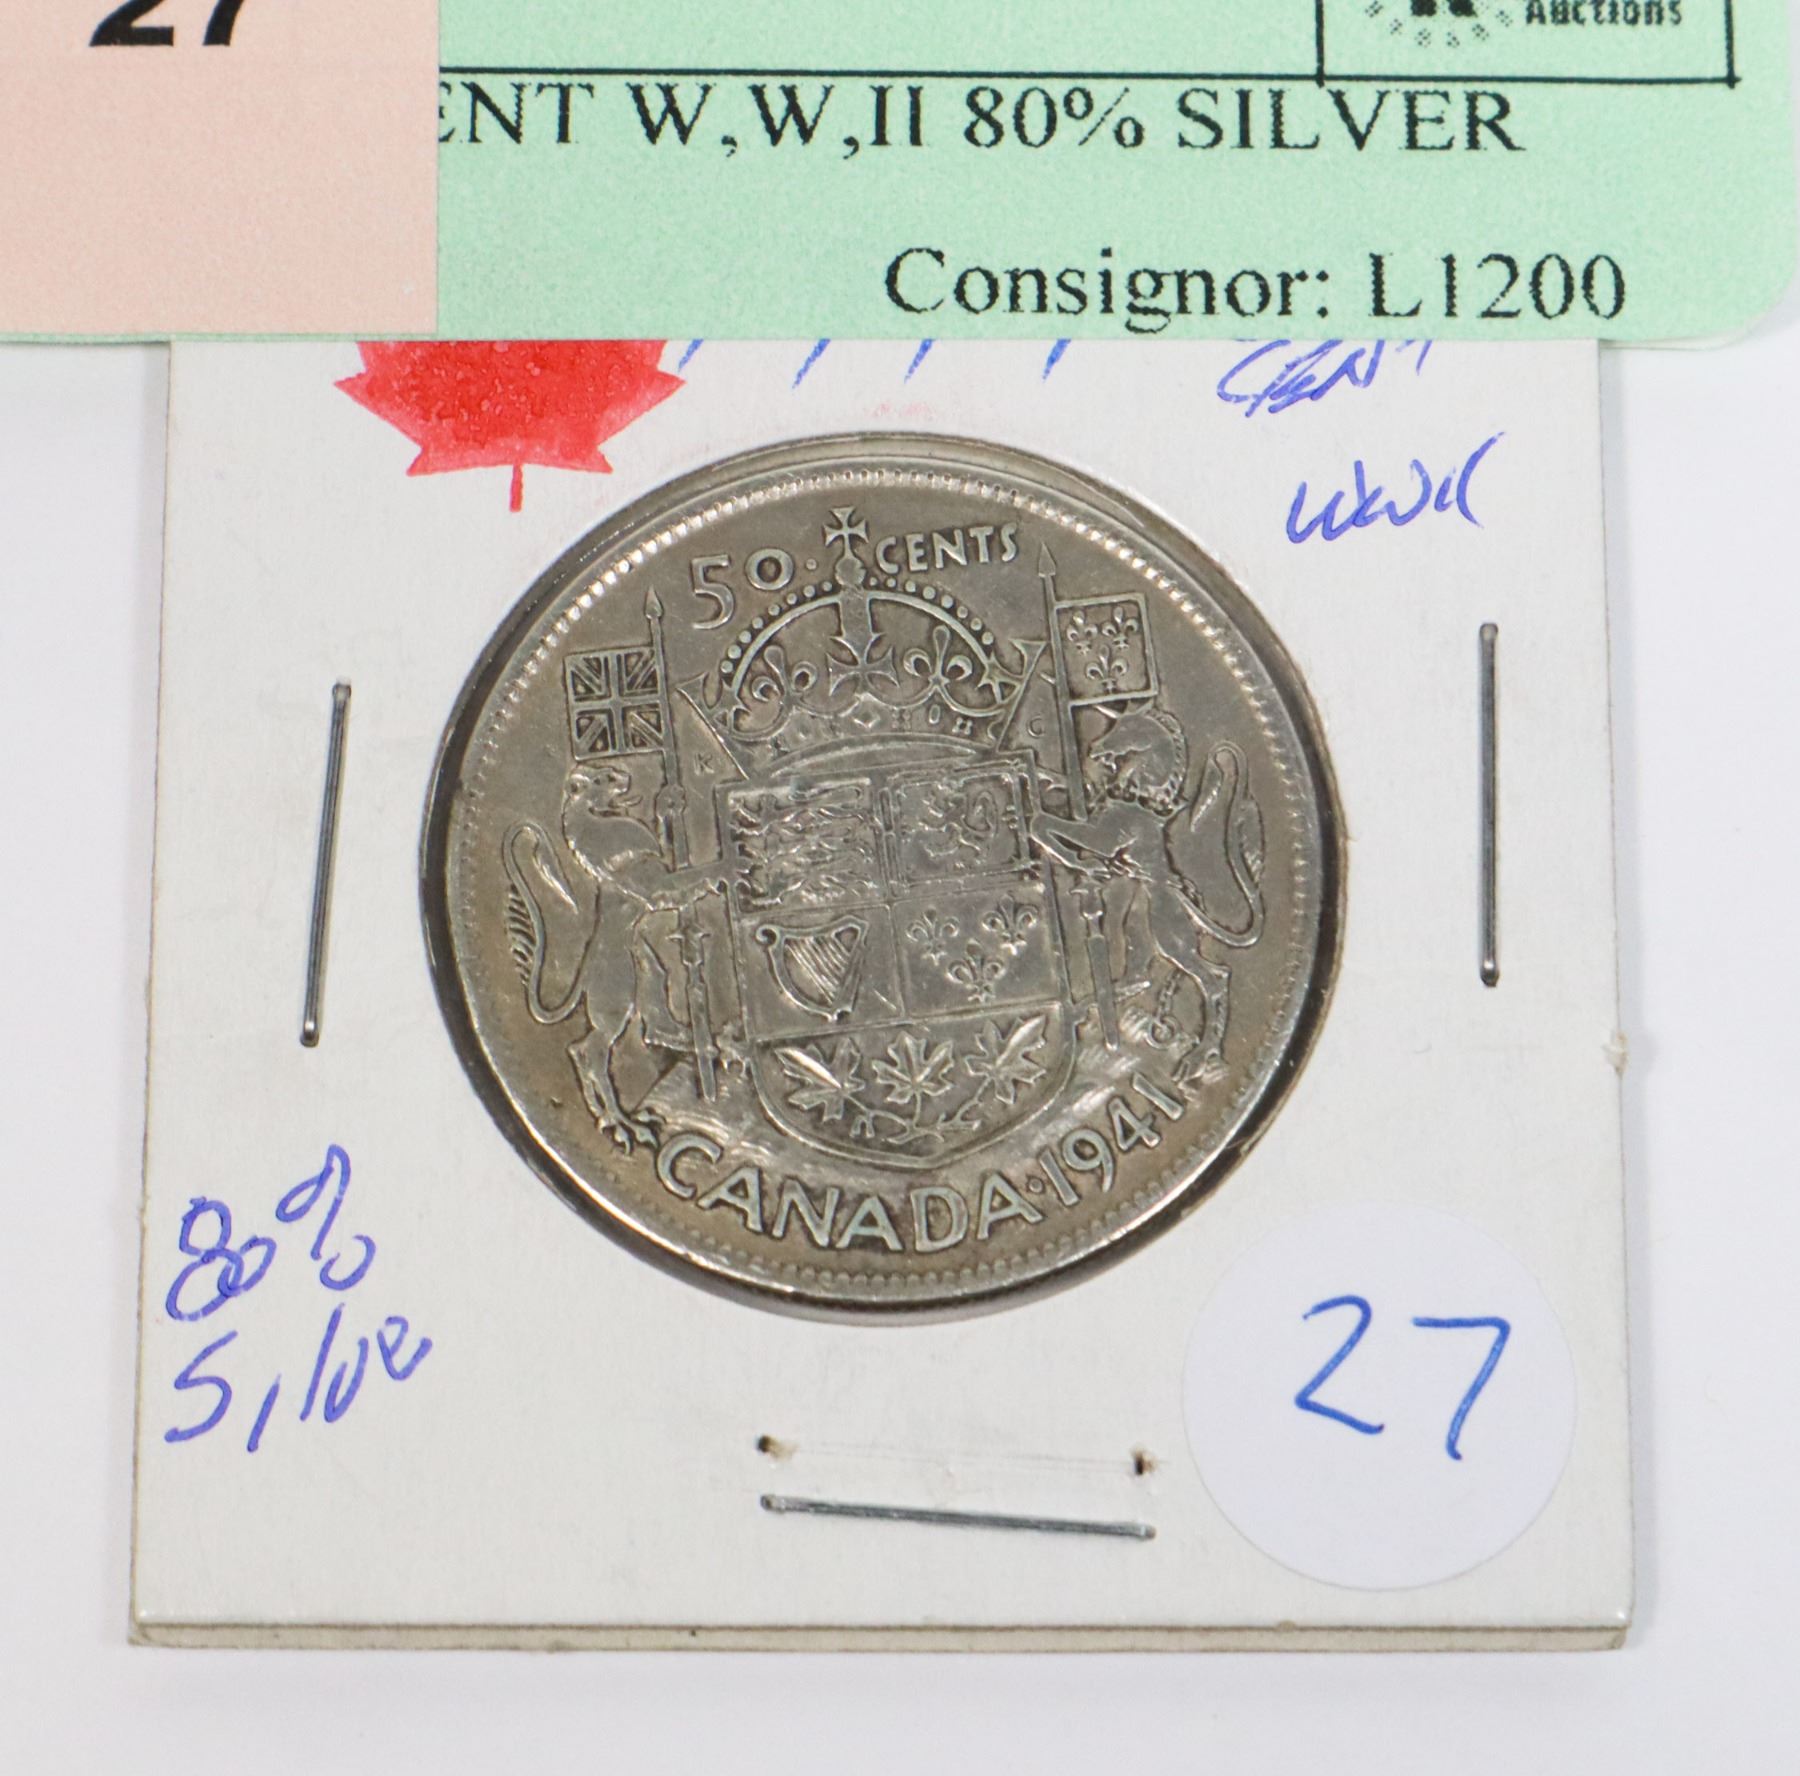 27
Auctions
ENT W,W,II 80% SILVER
Consignor: L1200
WWII
50 CENTS
K G
CANADA 1941
80%
Silver
27